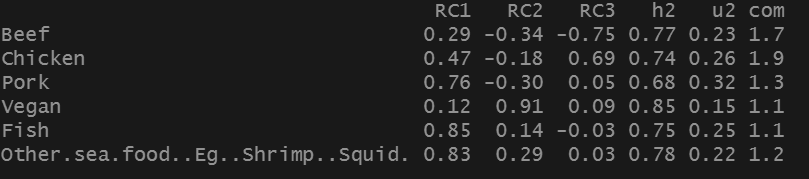 RC1 RC2 RC3 h2 u2 com
Beef 0.29 -0.34 -0.75 0.77 0.23 1.7
Chicken 0.47 -0.18 0.69 0.74 0.26 1.9
Pork 0.76 -0.30 0.05 0.68 0.32 1.3
Vegan 0.12 0.91 0.09 0.85 0.15 1.1
Fish 0.85 0.14 -0.03 0.75 0.25 1.1
Other.sea.food..Eg..Shrimp..Squid. 0.83 0.29 0.03 0.78 0.22 1.2